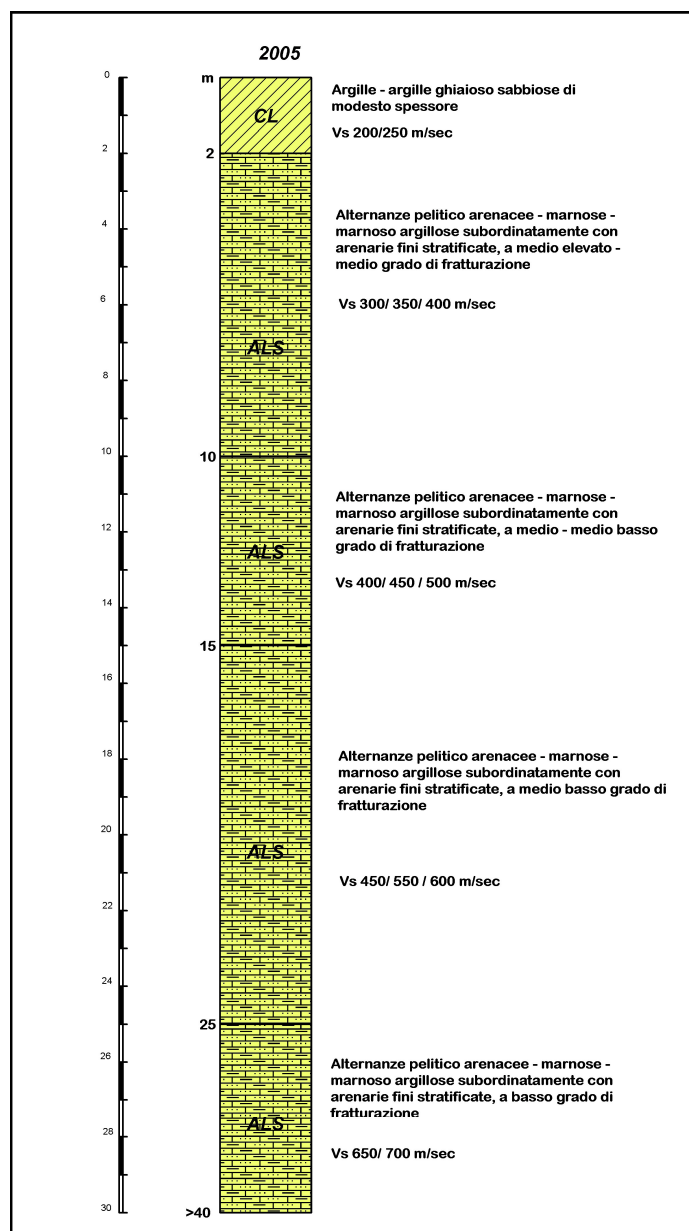 2005
0
m
Argille - argille ghiaioso sabbiose di
modesto spessore
CL
Vs 200/250 m/sec
2
2
Alternanze pelitico arenacee - marnose -
marnoso argillose subordinatamente con
arenarie fini stratificate, a medio elevato -
medio grado di fratturazione
4
6
Vs 300/ 350/ 400 m/sec
ALS
8
10
10
Alternanze pelitico arenacee - marnose -
marnoso argillose subordinatamente con
arenarie fini stratificate, a medio - medio basso
grado di fratturazione
12
ALS
Vs 400/ 450 / 500 m/sec
14
15
16
18
Alternanze pelitico arenacee - marnose -
marnoso argillose subordinatamente con
arenarie fini stratificate, a medio basso grado di
fratturazione
20
ALS
Vs 450/ 550 / 600 m/sec
22
24
25
26
Alternanze pelitico arenacee - marnose -
marnoso argillose subordinatamente con
arenarie fini stratificate, a basso grado di
fratturazione
ALS
28
Vs 650/ 700 m/sec
30
>40